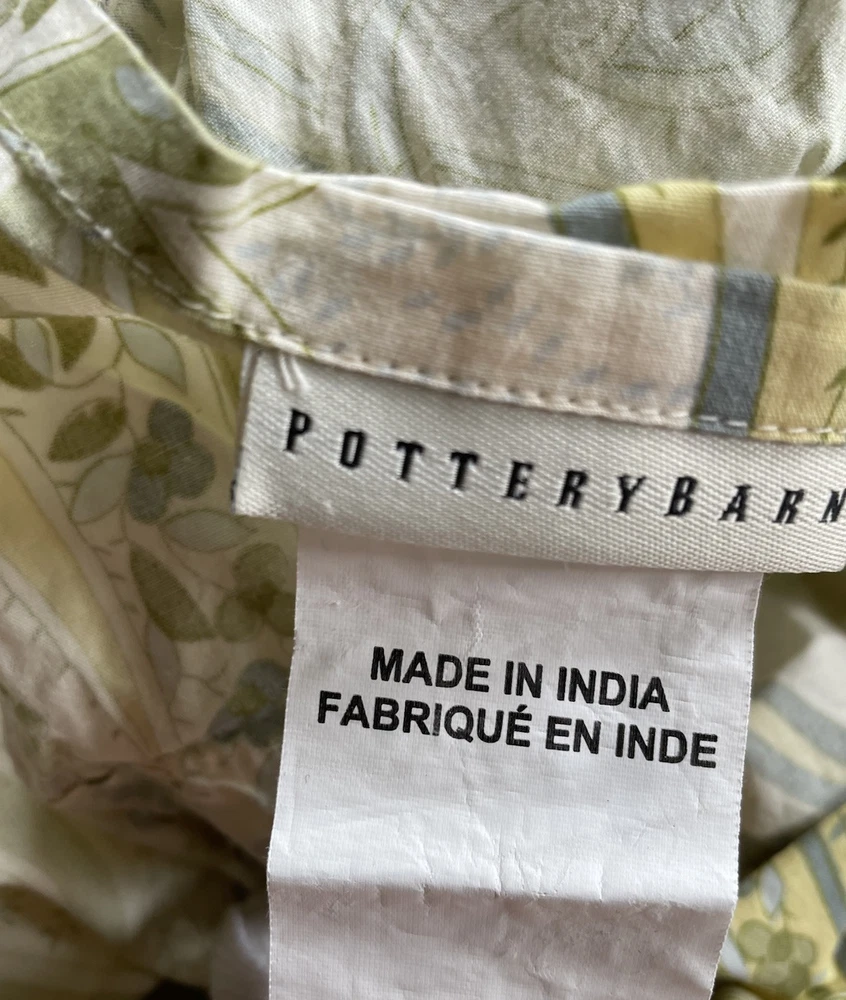 POTTERYBARN
MADE IN INDIA
FABRIQUÉ EN INDE